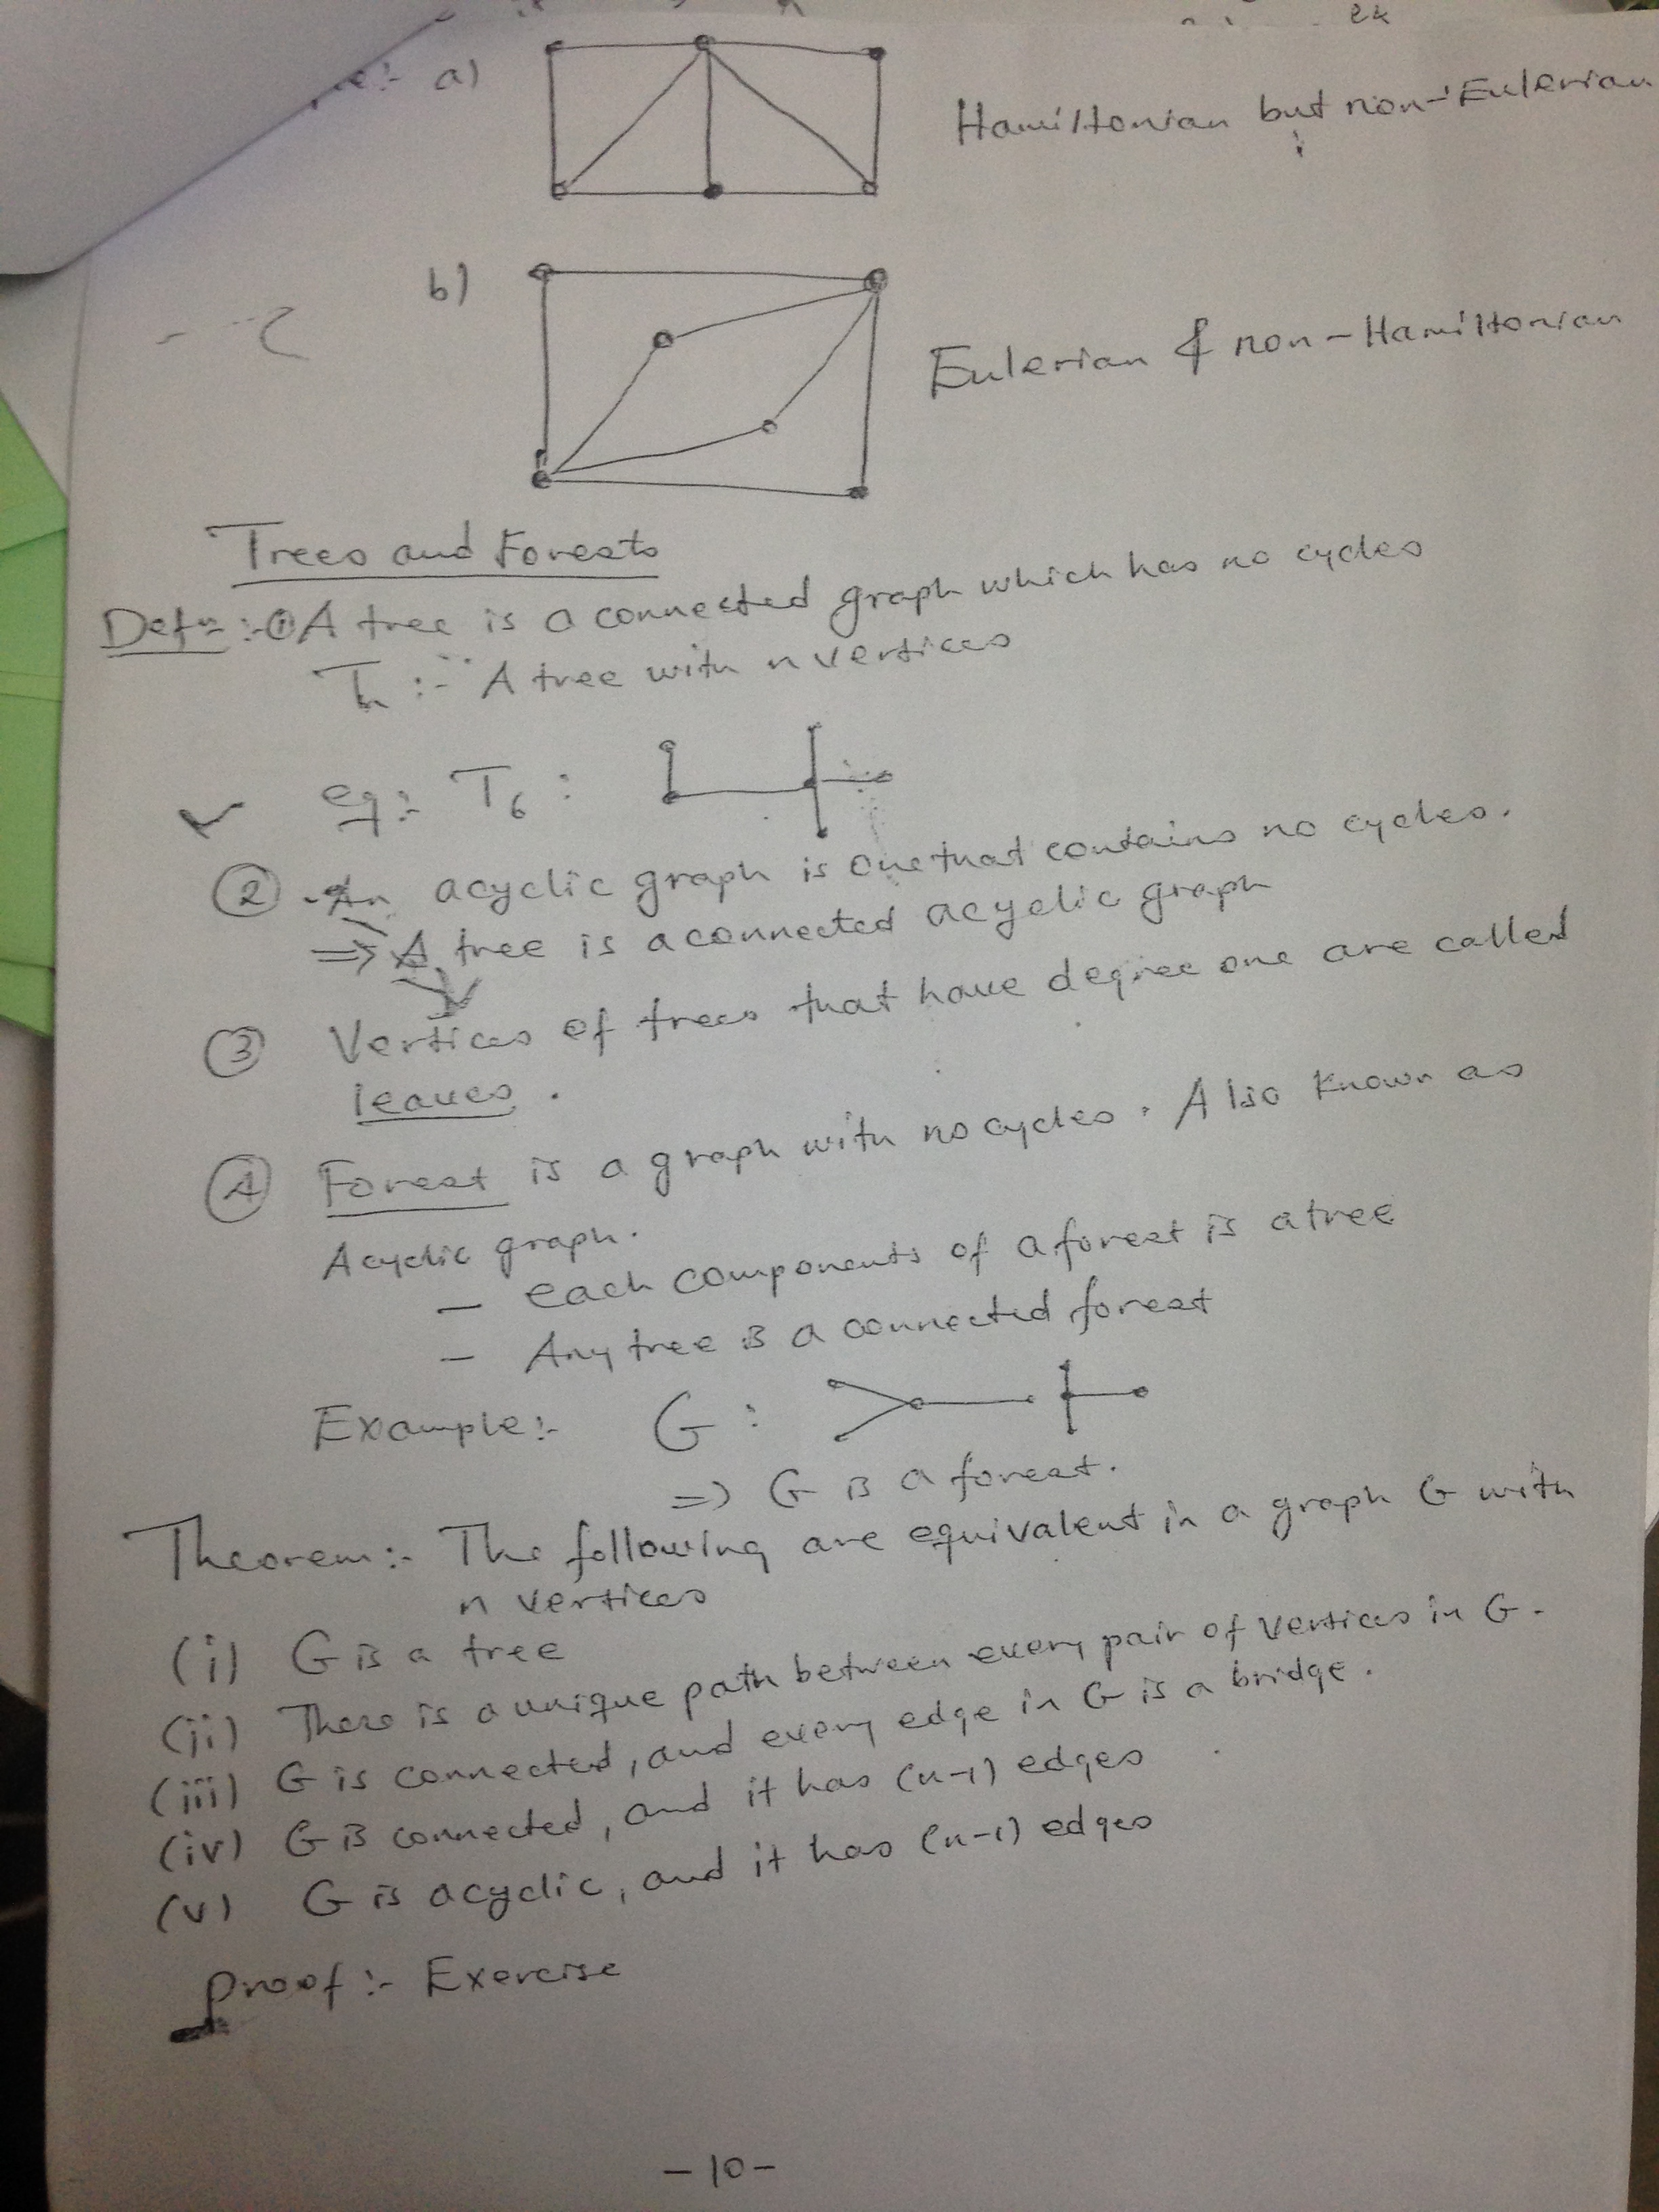 a)
Hamiltonian but non-Eulerian
b)
Eulerian & non-Hamiltonian
Trees and Forests
Defn :- ① A tree is a connected graph which has no cycles
Tn :- A tree with n vertices
eg:- T6 :
② An acyclic graph is one that contains no cycles.
=> A tree is a connected acyclic graph
③ Vertices of trees that have degree one are called
leaves.
④ Forest is a graph with no cycles. Also known as
Acyclic graph.
- each components of a forest is a tree
- Any tree is a connected forest
Example:- G :
=> G is a forest.
Theorem:- The following are equivalent in a graph G with
n vertices
(i) G is a tree
(ii) There is a unique path between every pair of vertices in G.
(iii) G is connected, and every edge in G is a bridge.
(iv) G is connected, and it has (n-1) edges
(v) G is acyclic, and it has (n-1) edges
Proof :- Exercise
-10-